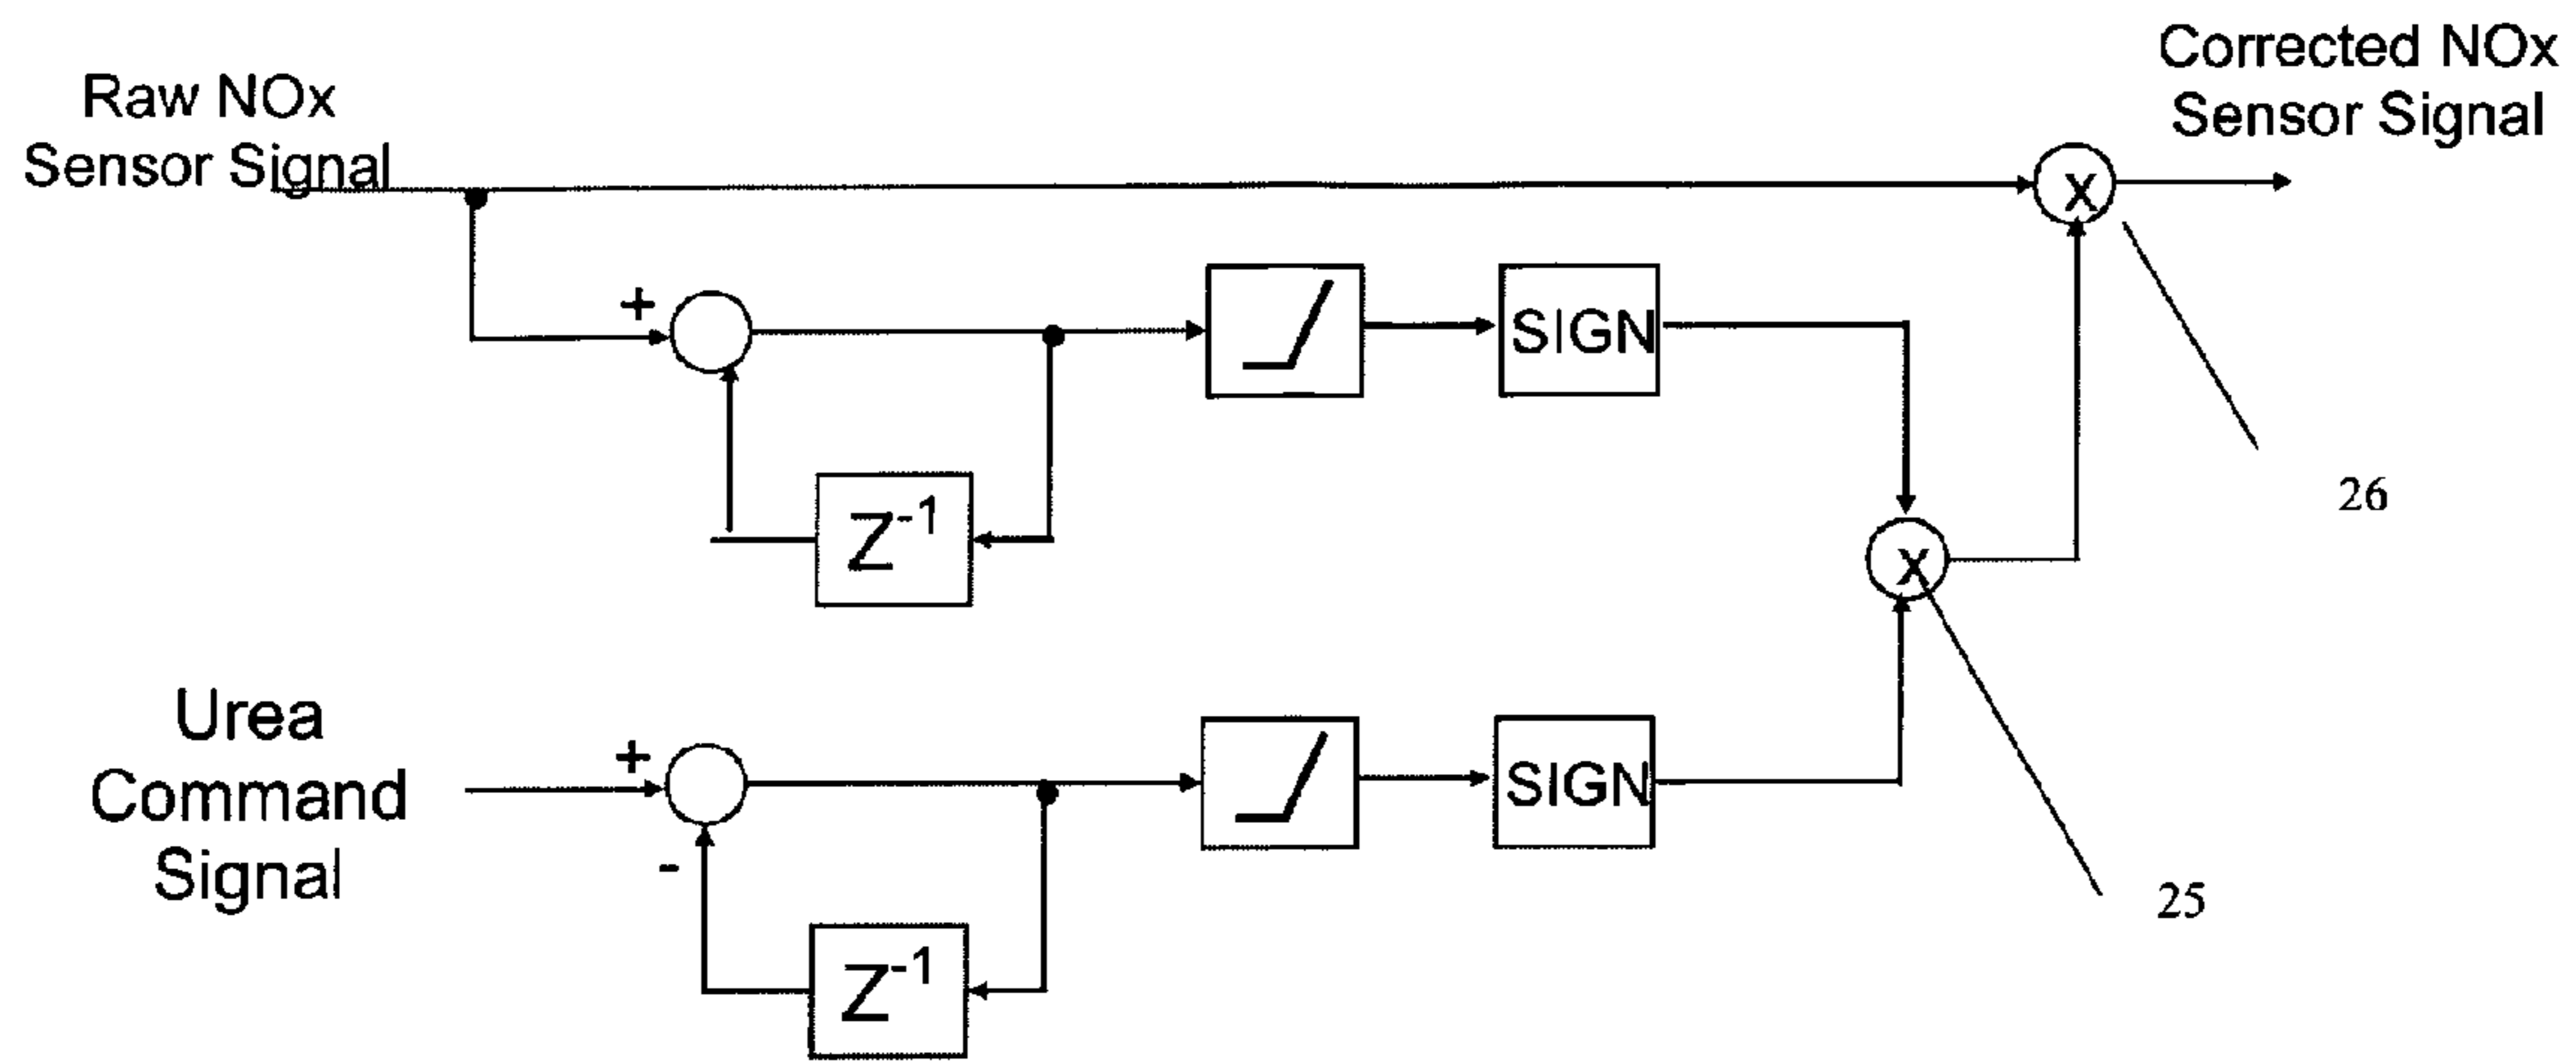 Corrected NOx
Sensor Signal
Raw NOx
Sensor Signal
X
+
SIGN
Z-1
26
X
Urea
Command
Signal
+
-
SIGN
Z-1
25